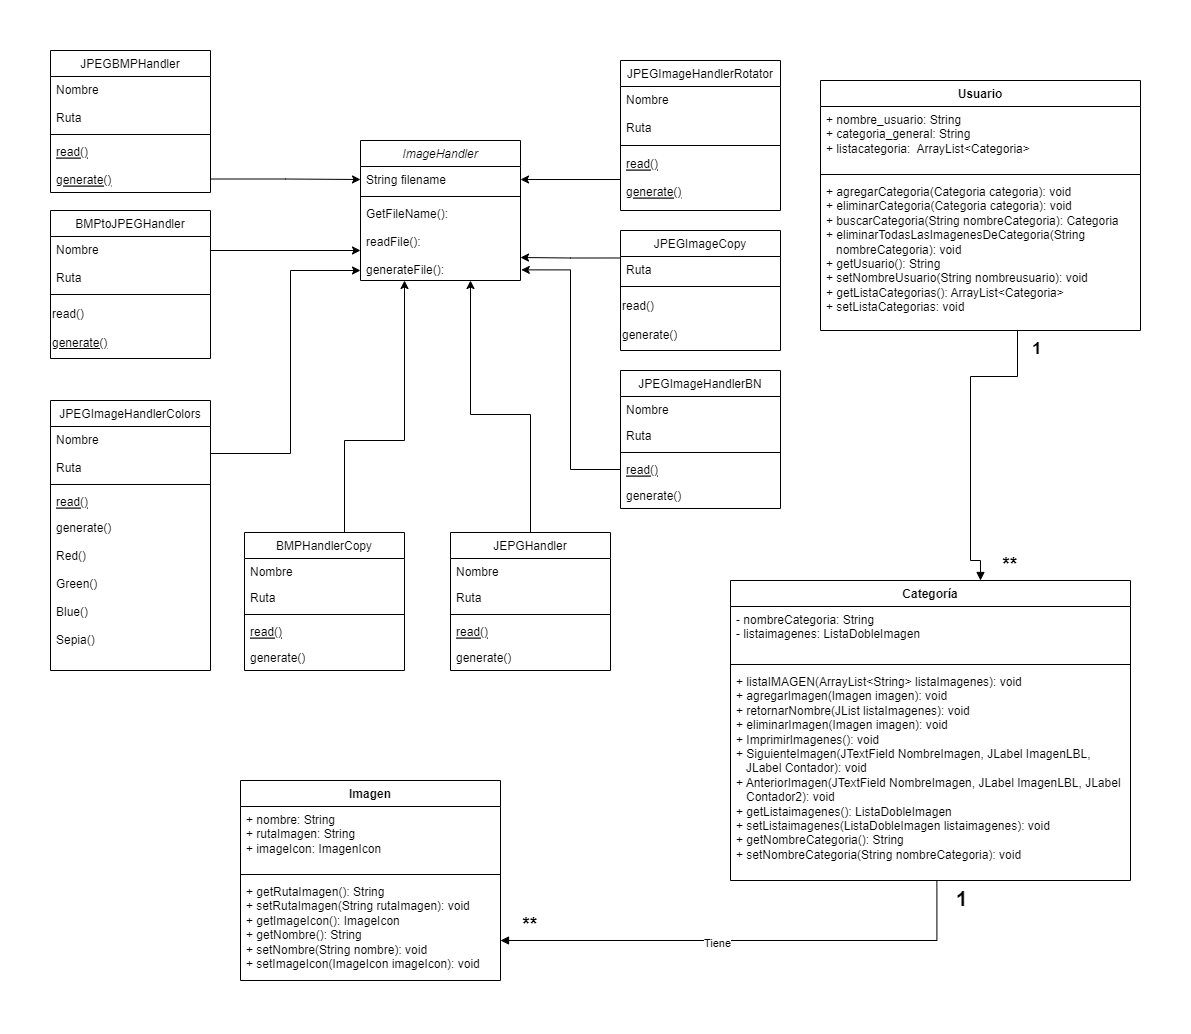 JPEGBMPHandler
Nombre
Ruta
read()
generate()
BMPtoJPEGHandler
Nombre
Ruta
read()
generate()
JPEGImageHandlerColors
Nombre
Ruta
read()
generate()
Red()
Green()
Blue()
Sepia()
ImageHandler
String filename
GetFileName():
readFile():
generateFile():
BMPHandlerCopy
Nombre
Ruta
read()
generate()
JEPGHandler
Nombre
Ruta
read()
generate()
JPEGImageHandlerRotator
Nombre
Ruta
read()
generate()
JPEGImageCopy
Ruta
read()
generate()
JPEGImageHandlerBN
Nombre
Ruta
read()
generate()
Usuario
+ nombre_usuario: String
+ categoria_general: String
+ listacategoria: ArrayList<Categoria>
+ agregarCategoria(Categoria categoria): void
+ eliminarCategoria(Categoria categoria): void
+ buscarCategoria(String nombreCategoria): Categoria
+ eliminarTodasLasImagenesDeCategoria(String
nombreCategoria): void
+ getUsuario(): String
+ setNombreUsuario(String nombreusuario): void
+ getListaCategorias(): ArrayList<Categoria>
+ setListaCategorias: void
1
**
Categoría
- nombreCategoria: String
- listaimagenes: ListaDobleImagen
+ listaIMAGEN(ArrayList<String> listaImagenes): void
+ agregarImagen(Imagen imagen): void
+ retornarNombre(JList listaImagenes): void
+ eliminarImagen(Imagen imagen): void
+ ImprimirImagenes(): void
+ SiguienteImagen(JTextField NombreImagen, JLabel ImagenLBL,
JLabel Contador): void
+ AnteriorImagen(JTextField NombreImagen, JLabel ImagenLBL, JLabel
Contador2): void
+ getListaimagenes(): ListaDobleImagen
+ setListaimagenes(ListaDobleImagen listaimagenes): void
+ getNombreCategoria(): String
+ setNombreCategoria(String nombreCategoria): void
1
Tiene
**
Imagen
+ nombre: String
+ rutaImagen: String
+ imageIcon: ImagenIcon
+ getRutaImagen(): String
+ setRutaImagen(String rutaImagen): void
+ getImageIcon(): ImageIcon
+ getNombre(): String
+ setNombre(String nombre): void
+ setImageIcon(ImageIcon imageIcon): void